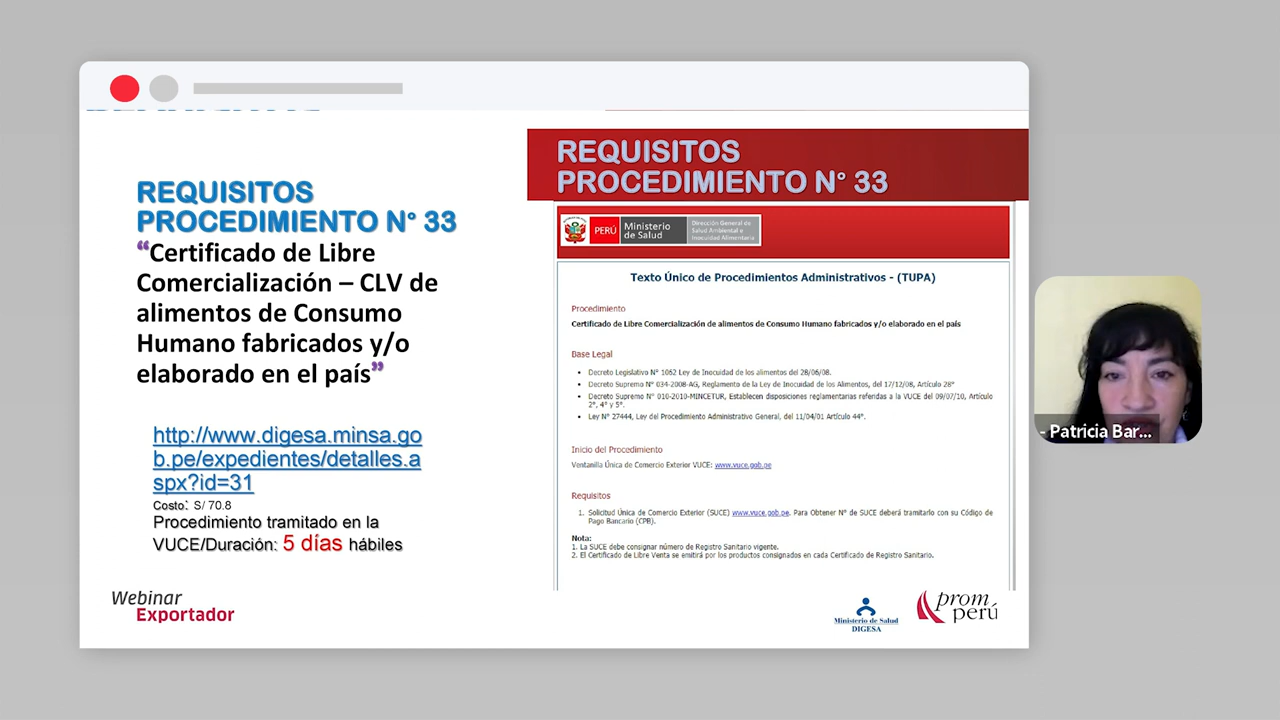 REQUISITOS
PROCEDIMIENTO N° 33
“Certificado de Libre
Comercialización – CLV de
alimentos de Consumo
Humano fabricados y/o
elaborado en el país”
http://www.digesa.minsa.go
b.pe/expedientes/detalles.a
spx?id=31
Costo: S/ 70.8
Procedimiento tramitado en la
VUCE/Duración: 5 días hábiles
Webinar
Exportador
REQUISITOS
PROCEDIMIENTO N° 33
PERÚ
Ministerio
de Salud
Dirección General de
Salud Ambiental e
Inocuidad Alimentaria
Texto Único de Procedimientos Administrativos - (TUPA)
Procedimiento
Certificado de Libre Comercialización de alimentos de Consumo Humano fabricados y/o elaborado en el país
Base Legal
• Decreto Legislativo N° 1062 Ley de Inocuidad de los alimentos del 28/06/08.
• Decreto Supremo N° 034-2008-AG, Reglamento de la Ley de Inocuidad de los Alimentos, del 17/12/08, Artículo 28°
• Decreto Supremo N° 010-2010-MINCETUR, Establecen disposiciones reglamentarias referidas a la VUCE del 09/07/10, Artículo
2°, 4° y 5°.
• Ley N° 27444, Ley del Procedimiento Administrativo General, del 11/04/01 Artículo 44°.
Inicio del Procedimiento
Ventanilla Única de Comercio Exterior VUCE: www.vuce.gob.pe
Requisitos
1. Solicitud Única de Comercio Exterior (SUCE) www.vuce.gob.pe. Para Obtener N° de SUCE deberá tramitarlo con su Código de
Pago Bancario (CPB).
Nota:
1. La SUCE debe consignar número de Registro Sanitario vigente.
2. El Certificado de Libre Venta se emitirá por los productos consignados en cada Certificado de Registro Sanitario.
Ministerio de Salud
DIGESA
prom
perú
- Patricia Bar...